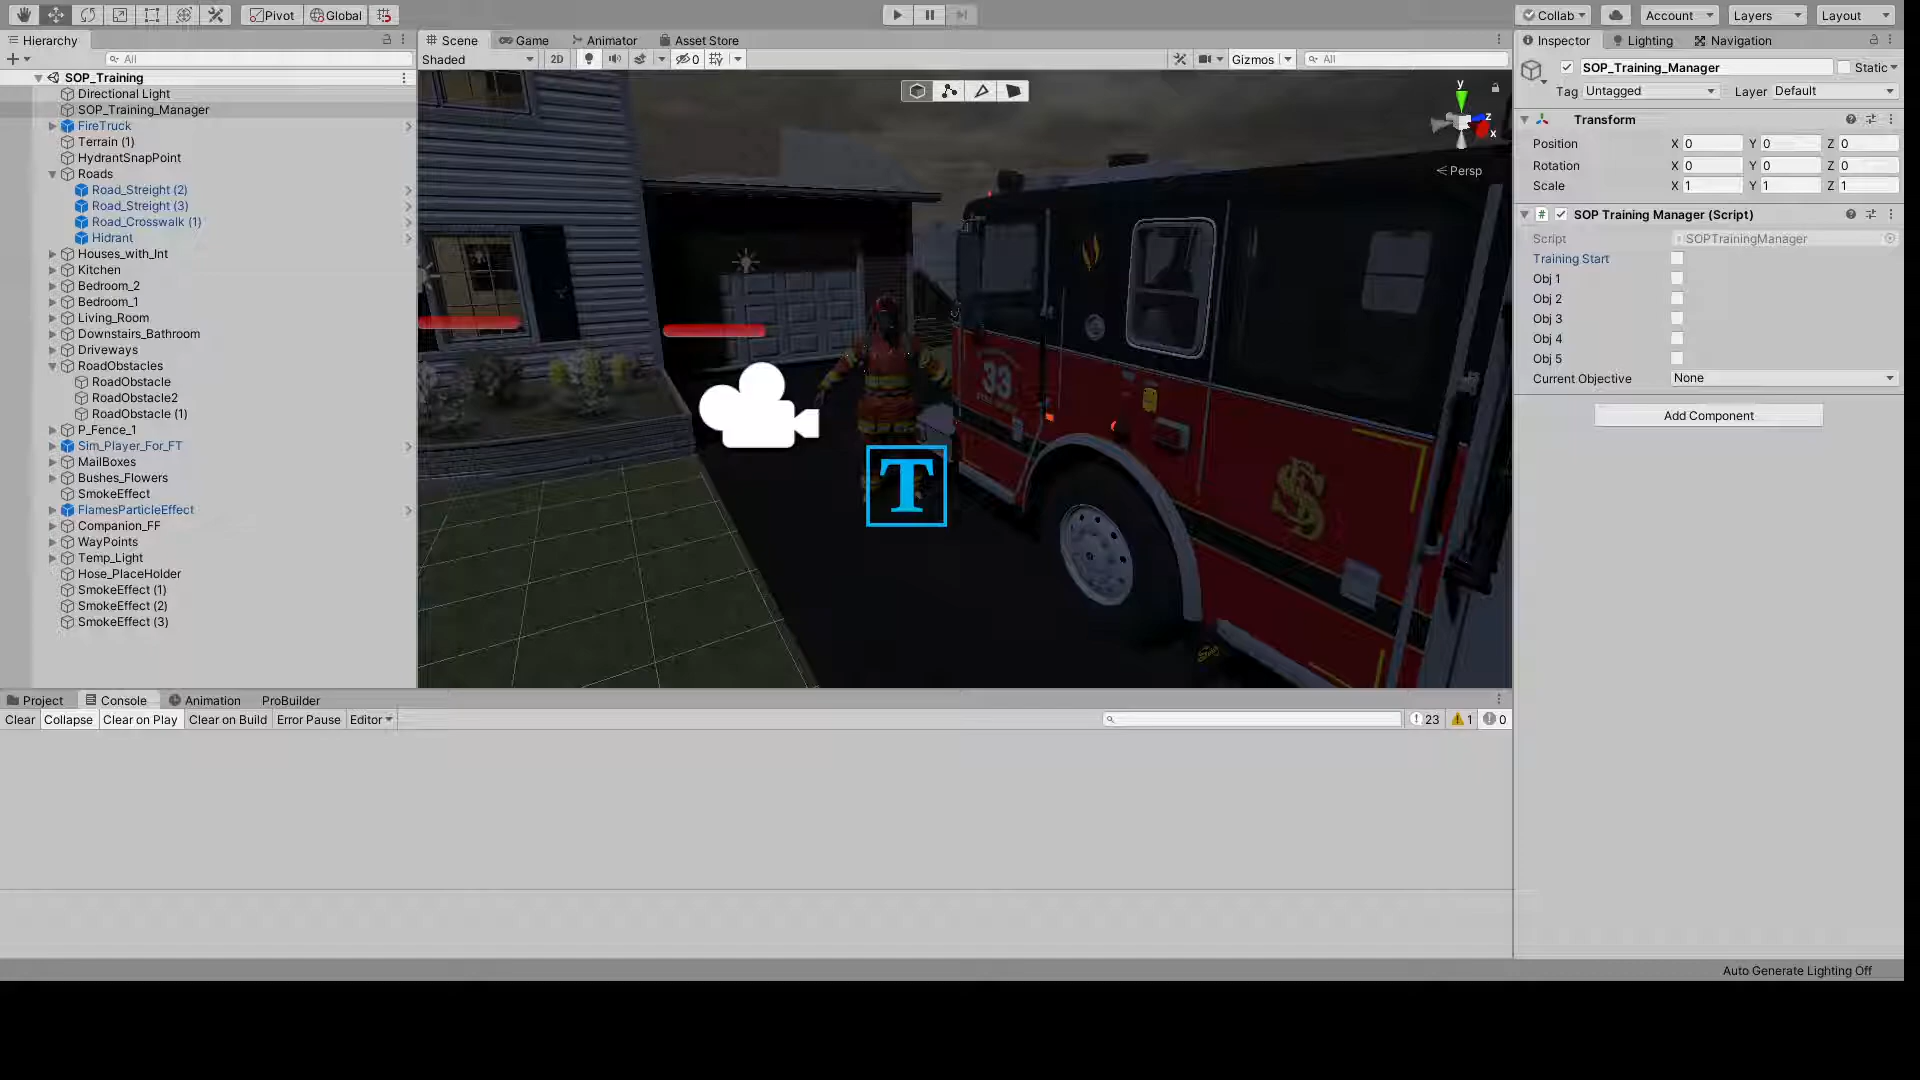 Pivot Global Collab Account Layers Layout
Hierarchy Scene Game Animator Asset Store Inspector Lighting Navigation
All Shaded 2D 0 Gizmos All
SOP_Training
Directional Light
SOP_Training_Manager
FireTruck
Terrain (1)
HydrantSnapPoint
Roads
Road_Streight (2)
Road_Streight (3)
Road_Crosswalk (1)
Hidrant
Houses_with_Int
Kitchen
Bedroom_2
Bedroom_1
Living_Room
Downstairs_Bathroom
Driveways
RoadObstacles
RoadObstacle
RoadObstacle2
RoadObstacle (1)
P_Fence_1
Sim_Player_For_FT
MailBoxes
Bushes_Flowers
SmokeEffect
FlamesParticleEffect
Companion_FF
WayPoints
Temp_Light
Hose_PlaceHolder
SmokeEffect (1)
SmokeEffect (2)
SmokeEffect (3)
y
z
x
Persp
33
T
SOP_Training_Manager Static
Tag Untagged Layer Default
Transform
Position X 0 Y 0 Z 0
Rotation X 0 Y 0 Z 0
Scale X 1 Y 1 Z 1
# SOP Training Manager (Script)
Script SOPTrainingManager
Training Start
Obj 1
Obj 2
Obj 3
Obj 4
Obj 5
Current Objective None
Add Component
Project Console Animation ProBuilder
Clear Collapse Clear on Play Clear on Build Error Pause Editor 23 1 0
Auto Generate Lighting Off